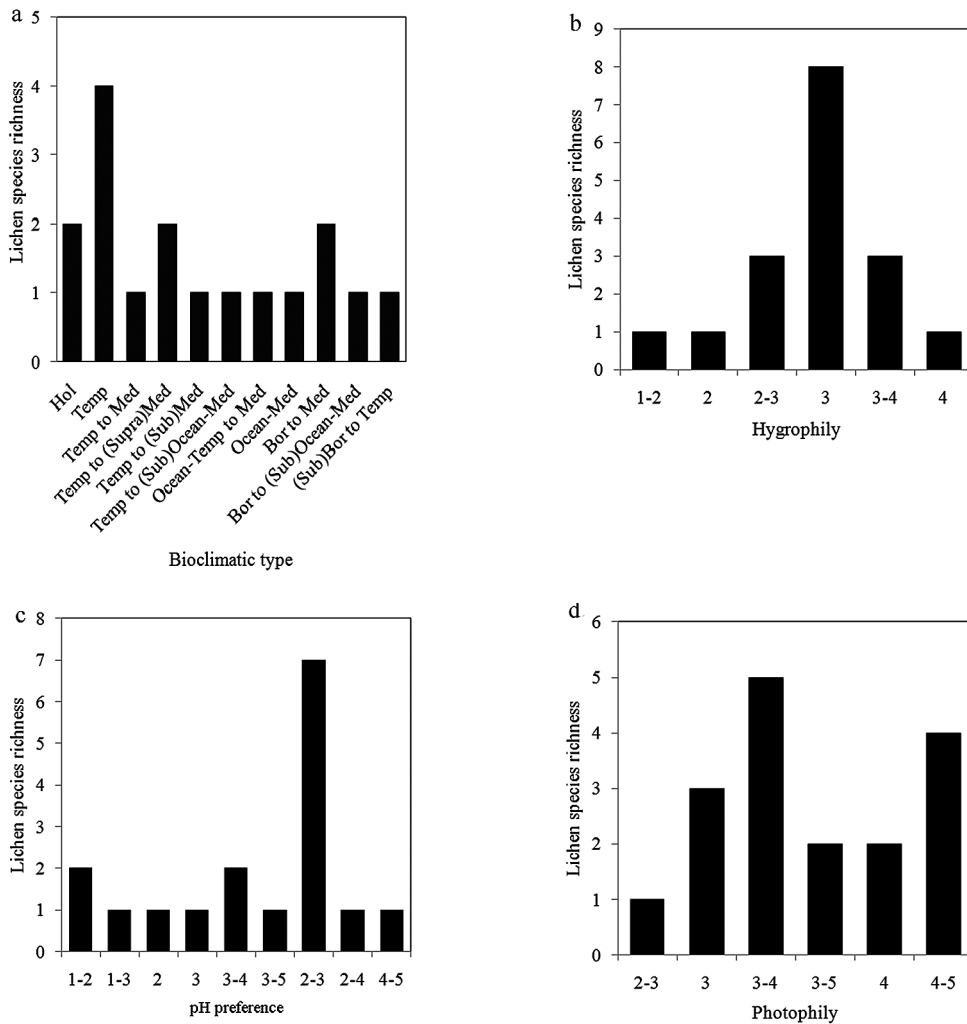 a
Lichen species richness
5
4
3
2
1
0
Hol
Temp
Temp to Med
Temp to (Supra)Med
Temp to (Sub)Med
Temp to (Sub)Ocean-Med
Ocean-Temp to Med
Ocean-Med
Bor to Med
Bor to (Sub)Ocean-Med
(Sub)Bor to Temp
Bioclimatic type
b
Lichen species richness
9
8
7
6
5
4
3
2
1
0
1-2 2 2-3 3 3-4 4
Hygrophily
c
Lichen species richness
8
7
6
5
4
3
2
1
0
1-2 1-3 2 3 3-4 3-5 2-3 2-4 4-5
pH preference
d
Lichen species richness
6
5
4
3
2
1
0
2-3 3 3-4 3-5 4 4-5
Photophily